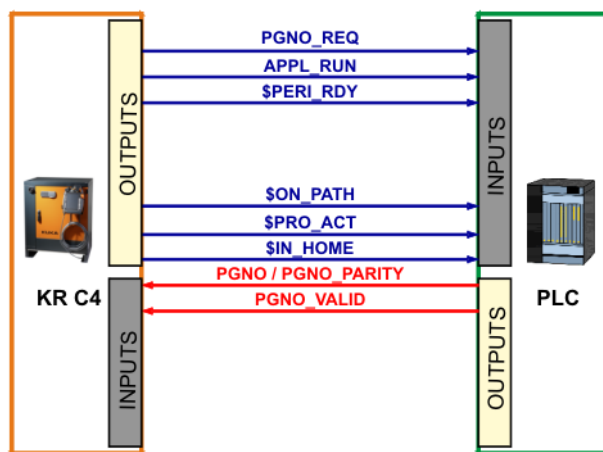 PGNO_REQ
APPL_RUN
$PERI_RDY
OUTPUTS
INPUTS
$ON_PATH
$PRO_ACT
$IN_HOME
PGNO / PGNO_PARITY
KR C4
PLC
PGNO_VALID
INPUTS
OUTPUTS